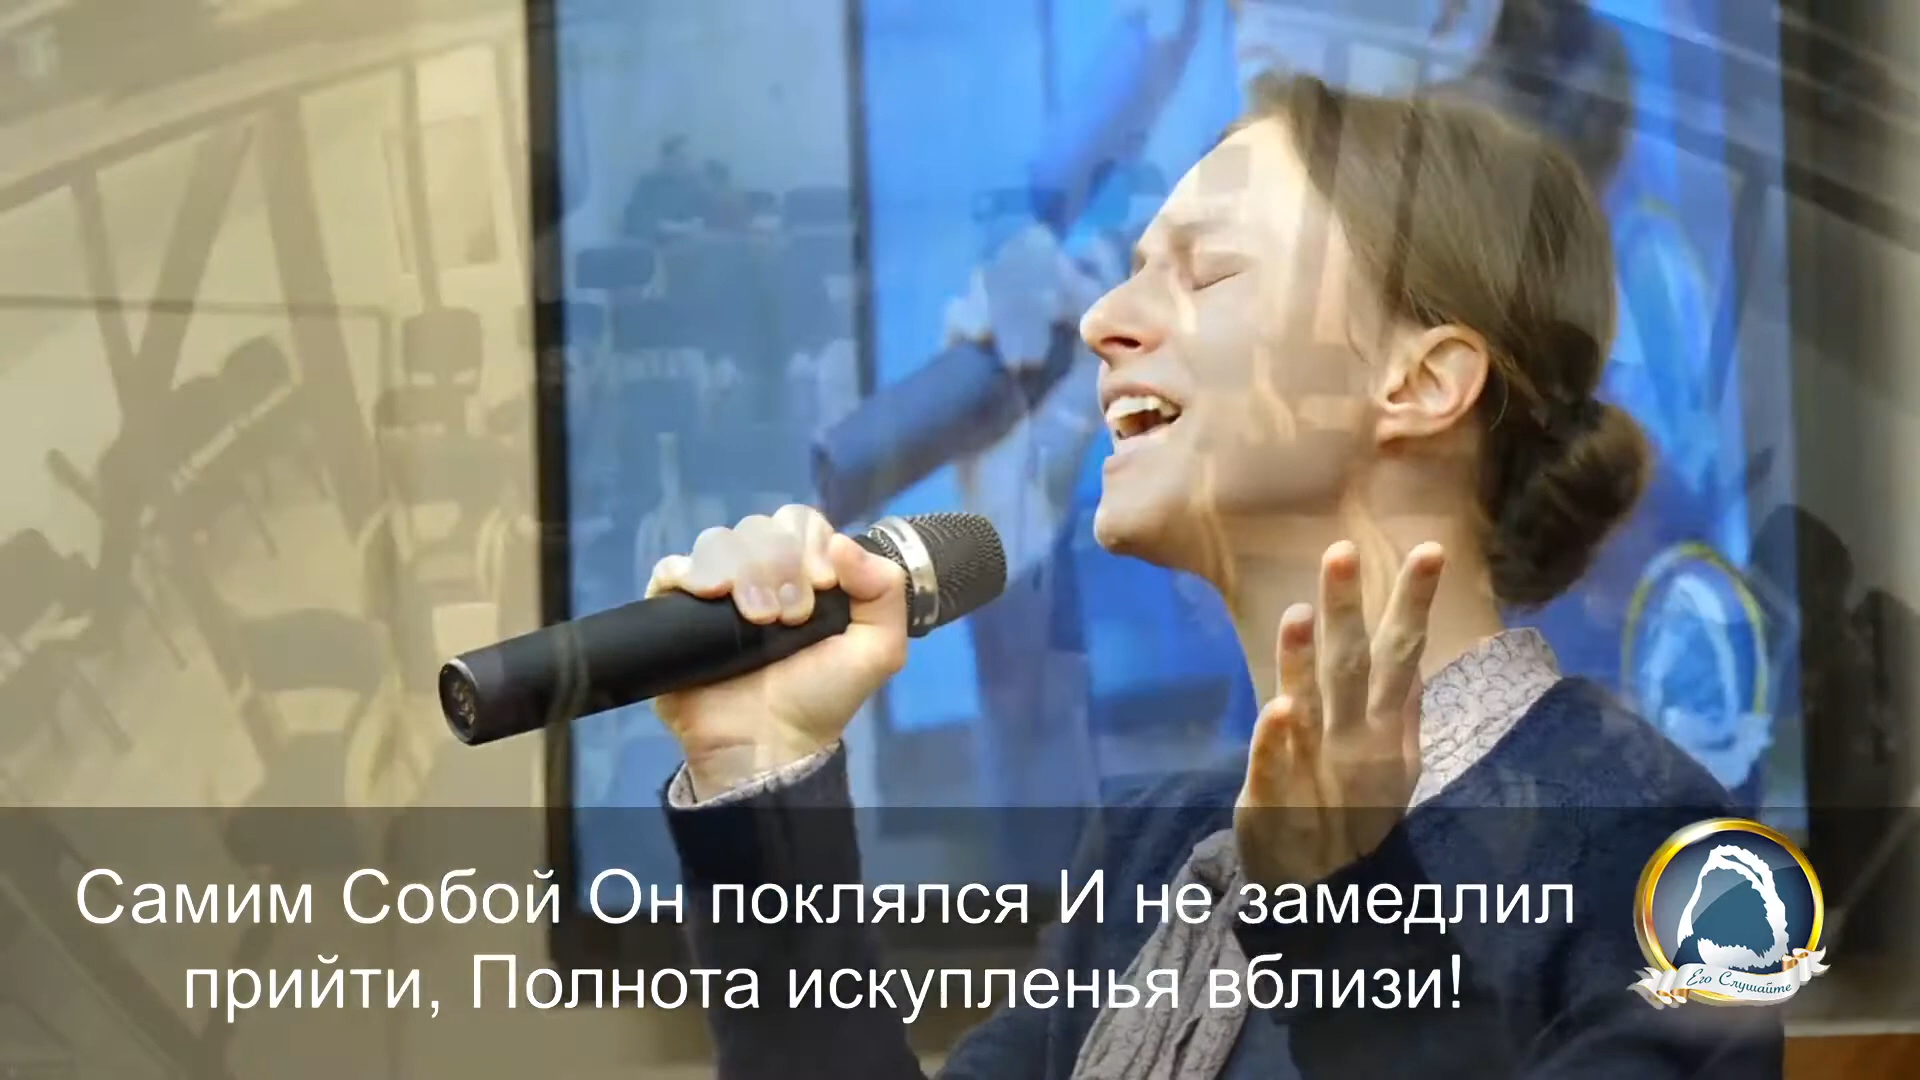 Самим Собой Он поклялся И не замедлил
прийти, Полнота искупленья вблизи!
Его Слушайте